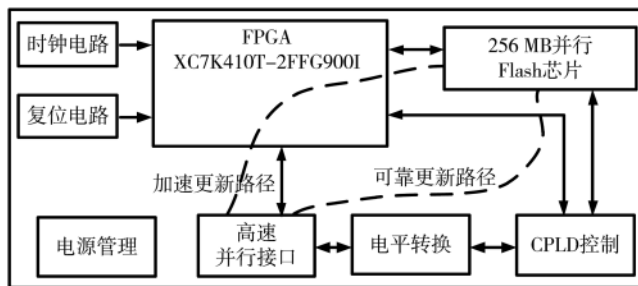 时钟电路
FPGA
XC7K410T-2FFG900I
256 MB并行
Flash芯片
复位电路
加速更新路径
可靠更新路径
电源管理
高速
并行接口
电平转换
CPLD控制